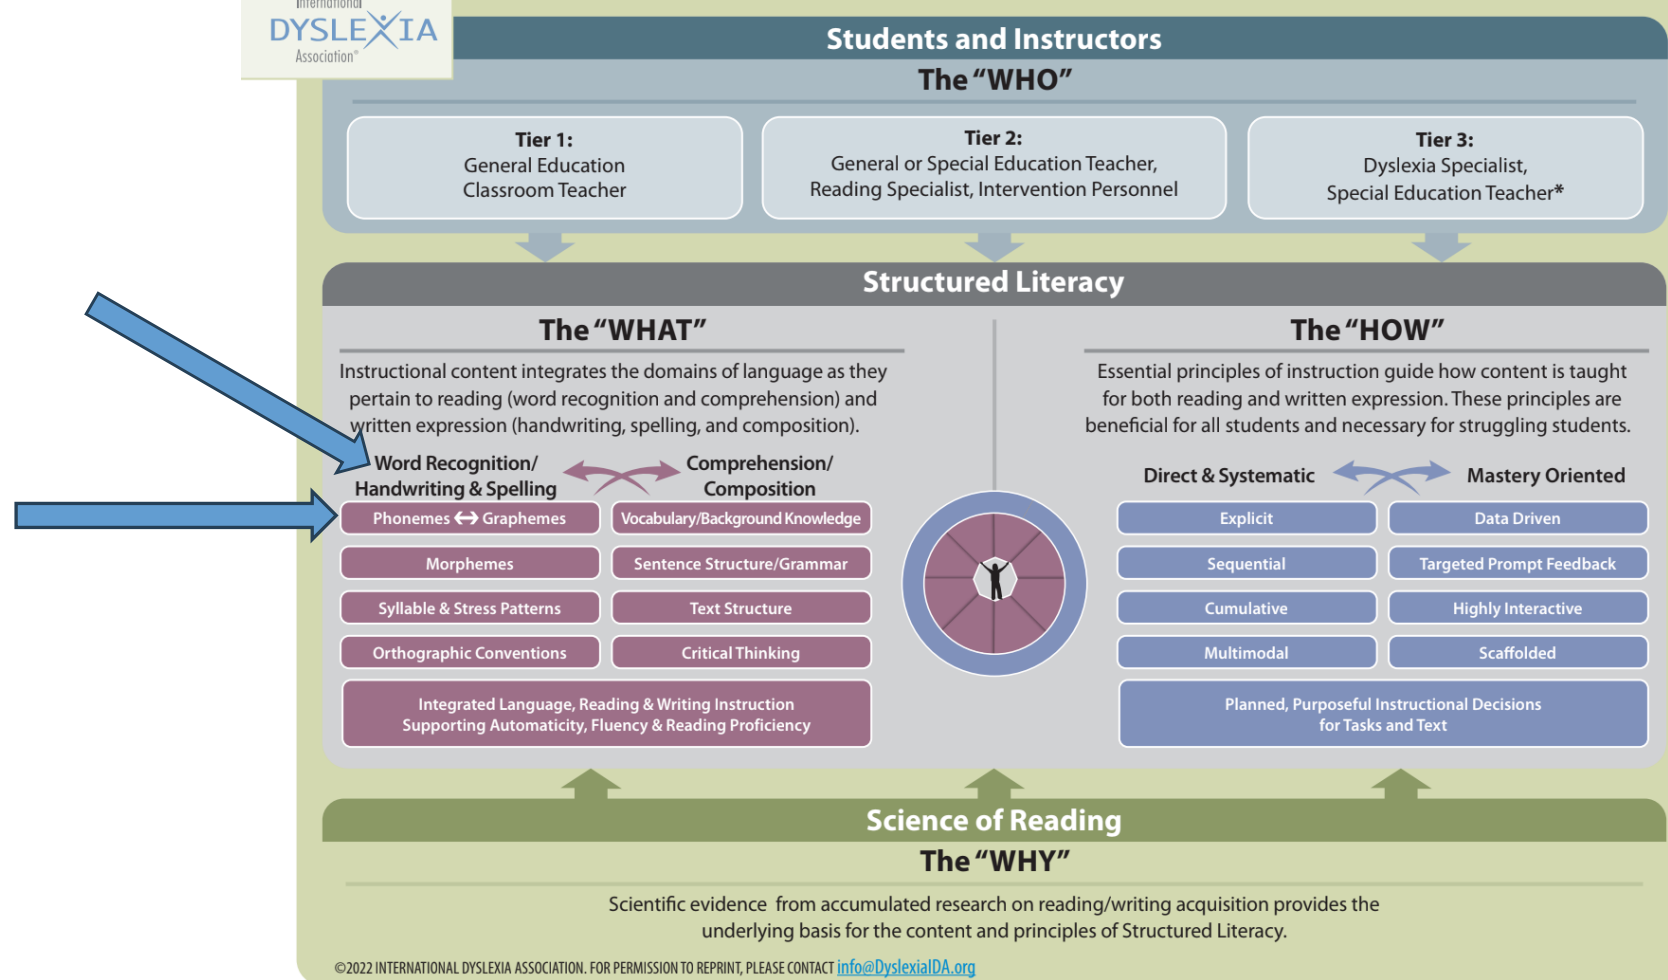 International
DYSLEXIA
Association®
Students and Instructors
The “WHO”
Tier 1:
General Education
Classroom Teacher
Tier 2:
General or Special Education Teacher,
Reading Specialist, Intervention Personnel
Tier 3:
Dyslexia Specialist,
Special Education Teacher*
Structured Literacy
The “WHAT”
Instructional content integrates the domains of language as they
pertain to reading (word recognition and comprehension) and
written expression (handwriting, spelling, and composition).
Word Recognition/
Handwriting & Spelling
Phonemes ↔ Graphemes
Morphemes
Syllable & Stress Patterns
Orthographic Conventions
Comprehension/
Composition
Vocabulary/Background Knowledge
Sentence Structure/Grammar
Text Structure
Critical Thinking
Integrated Language, Reading & Writing Instruction
Supporting Automaticity, Fluency & Reading Proficiency
The “HOW”
Essential principles of instruction guide how content is taught
for both reading and written expression. These principles are
beneficial for all students and necessary for struggling students.
Direct & Systematic
Explicit
Sequential
Cumulative
Multimodal
Mastery Oriented
Data Driven
Targeted Prompt Feedback
Highly Interactive
Scaffolded
Planned, Purposeful Instructional Decisions
for Tasks and Text
Science of Reading
The “WHY”
Scientific evidence from accumulated research on reading/writing acquisition provides the
underlying basis for the content and principles of Structured Literacy.
©2022 INTERNATIONAL DYSLEXIA ASSOCIATION. FOR PERMISSION TO REPRINT, PLEASE CONTACT info@DyslexiaIDA.org